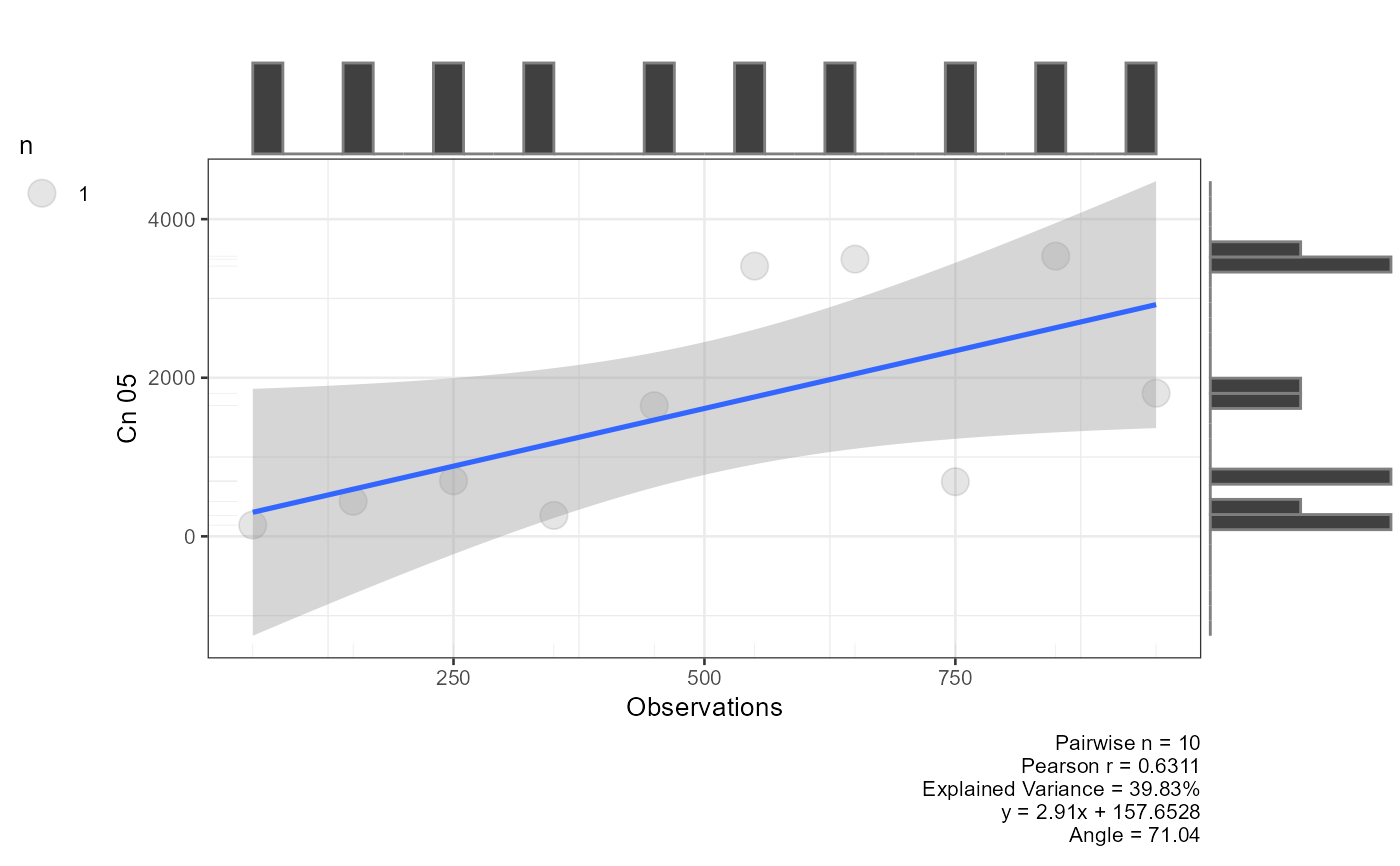 n
1
4000
2000
0
Cn 05
250 500 750
Observations
Pairwise n = 10
Pearson r = 0.6311
Explained Variance = 39.83%
y = 2.91x + 157.6528
Angle = 71.04